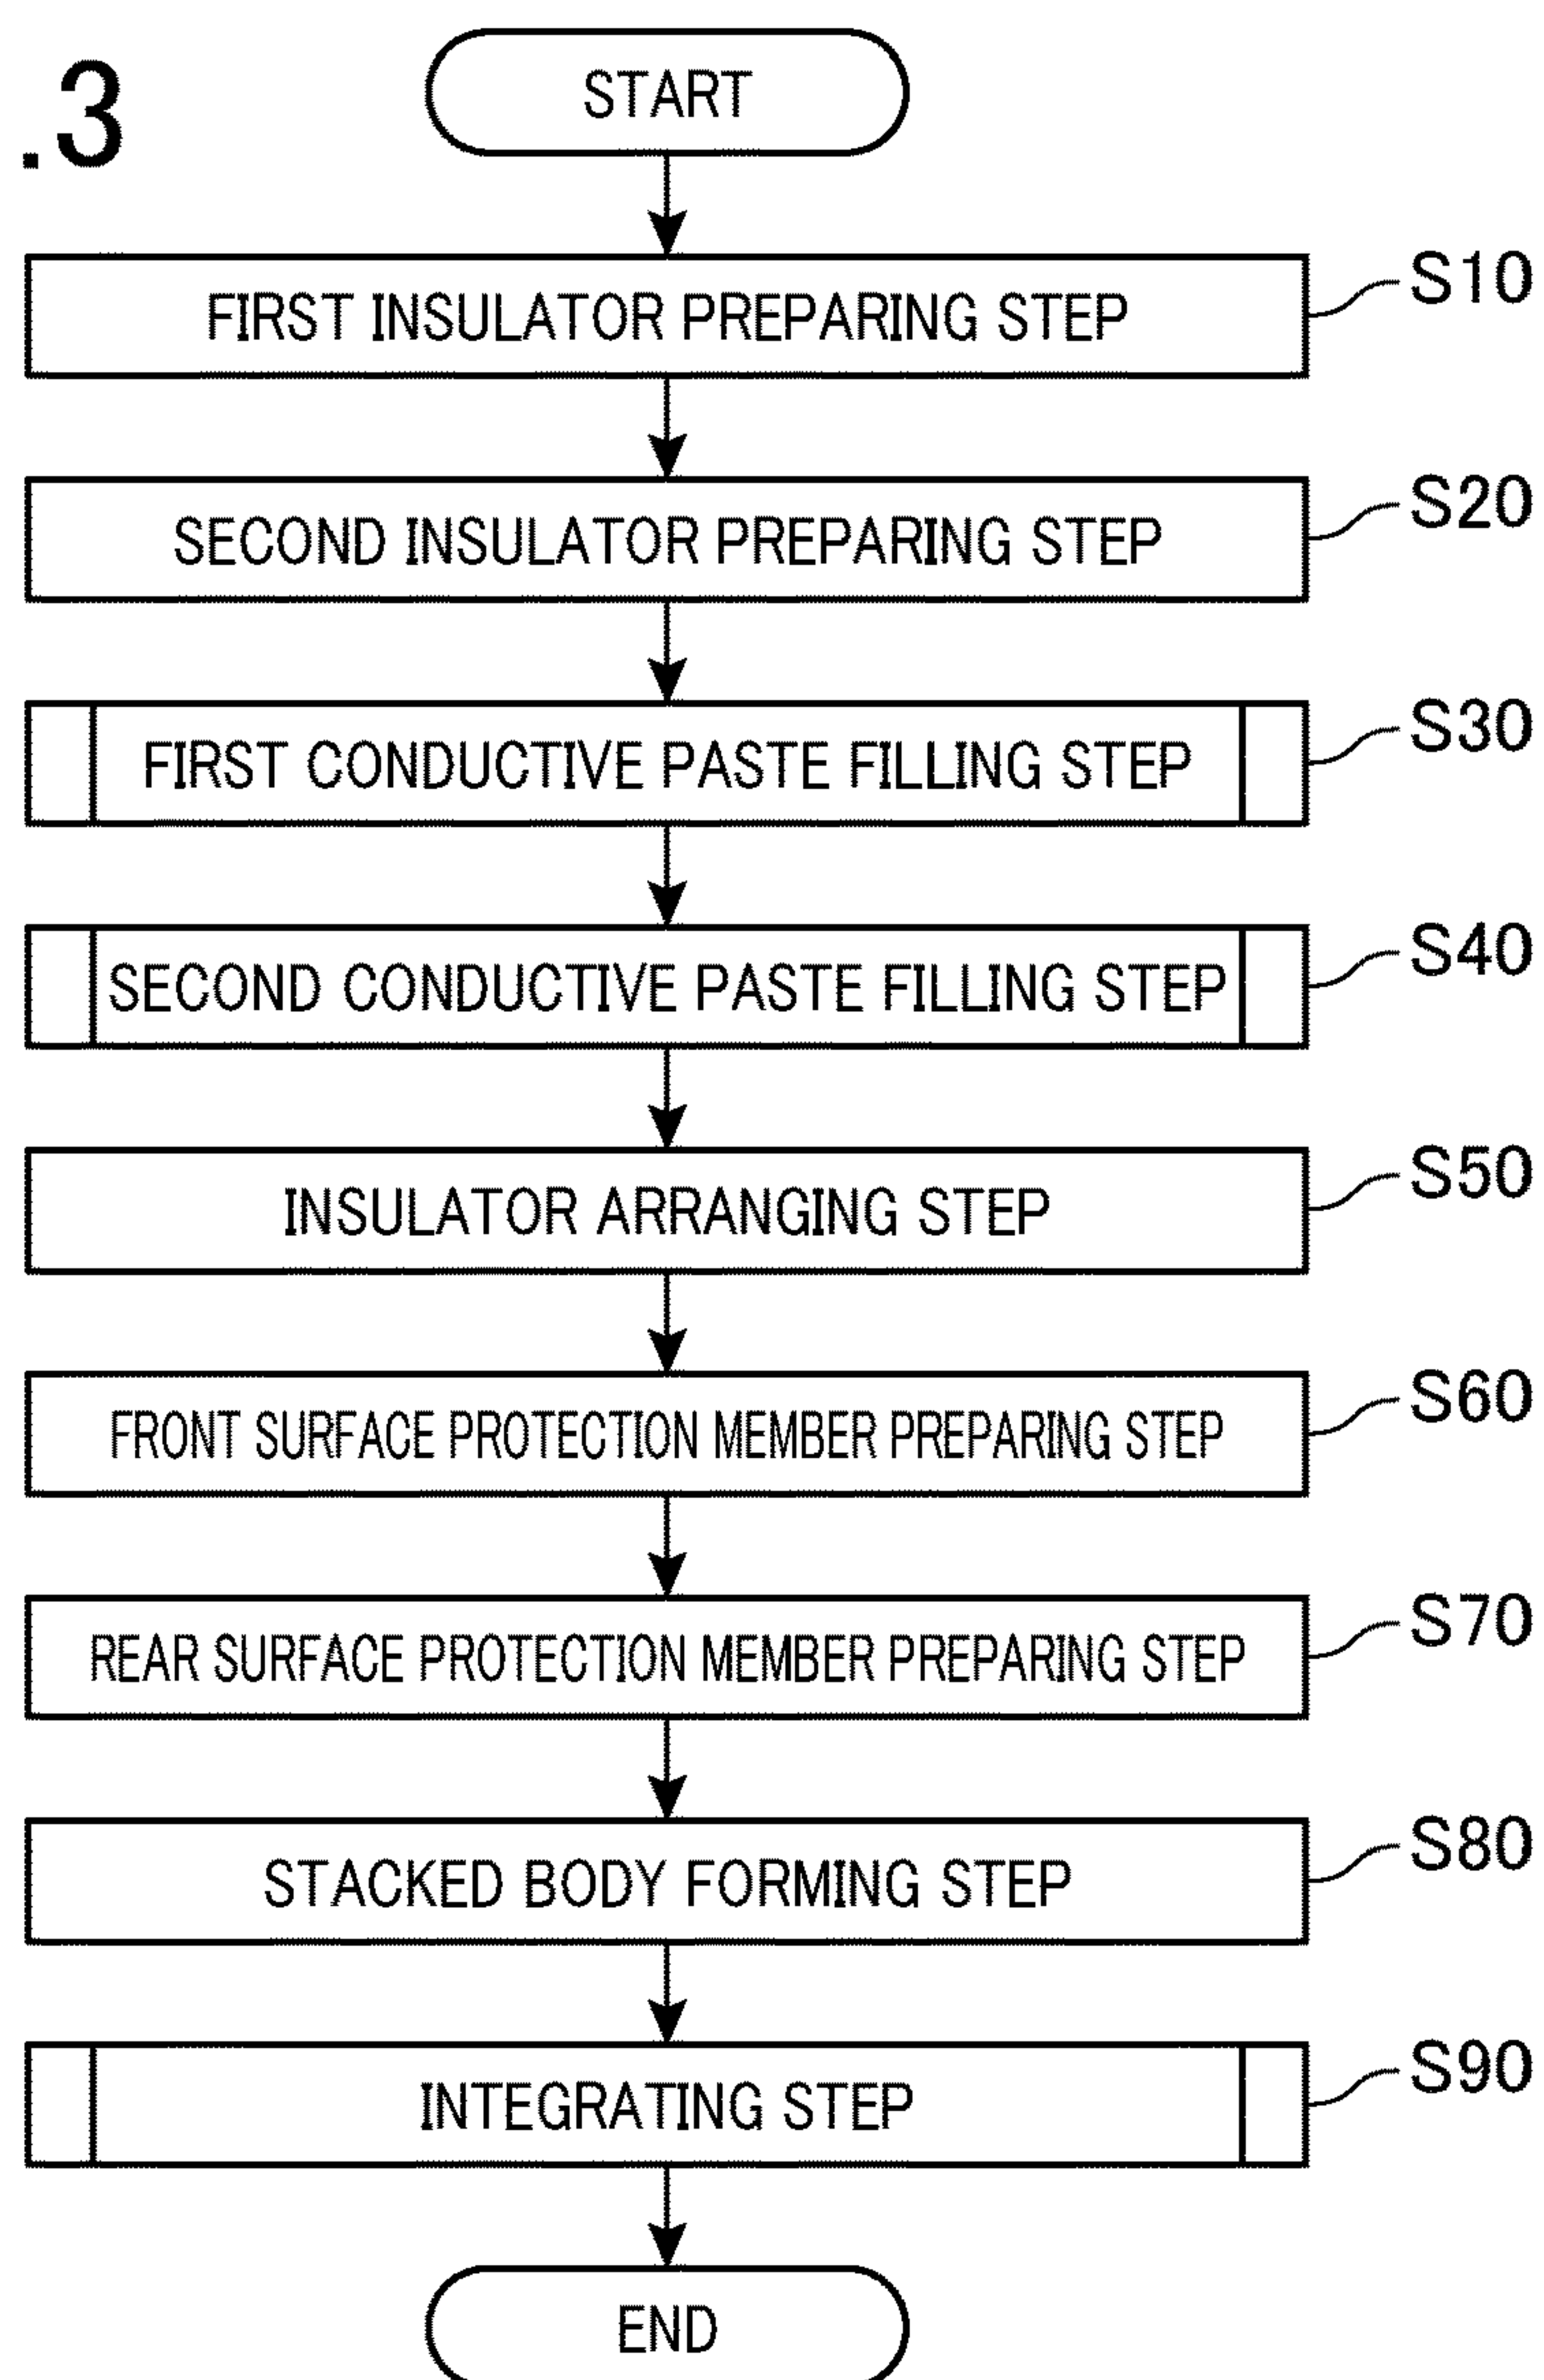 .3
START
FIRST INSULATOR PREPARING STEP
S10
SECOND INSULATOR PREPARING STEP
S20
FIRST CONDUCTIVE PASTE FILLING STEP
S30
SECOND CONDUCTIVE PASTE FILLING STEP
S40
INSULATOR ARRANGING STEP
S50
FRONT SURFACE PROTECTION MEMBER PREPARING STEP
S60
REAR SURFACE PROTECTION MEMBER PREPARING STEP
S70
STACKED BODY FORMING STEP
S80
INTEGRATING STEP
S90
END